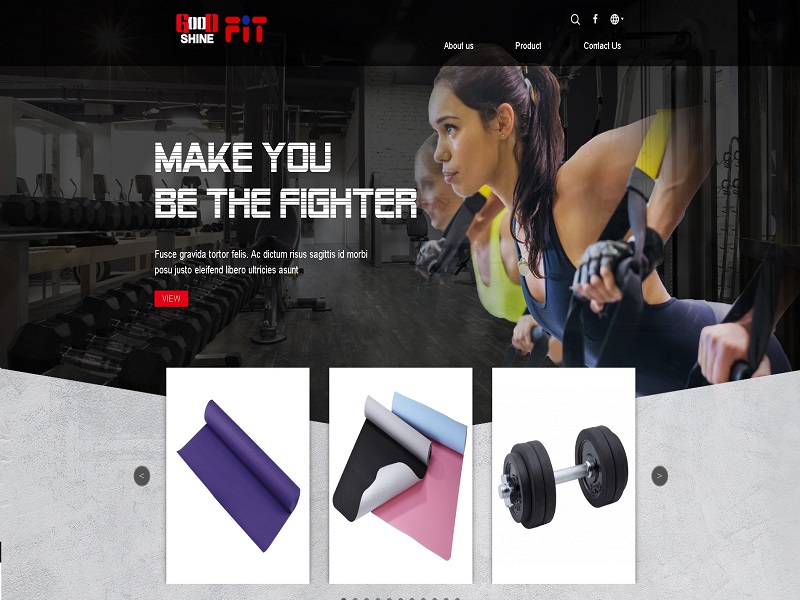 GOOD
SHINE
FIT
About us
Product
Contact Us
MAKE YOU
BE THE FIGHTER
Fusce gravida tortor felis. Ac dictum risus sagittis id morbi
posu justo eleifend libero ultricies asunt
VIEW
<
>